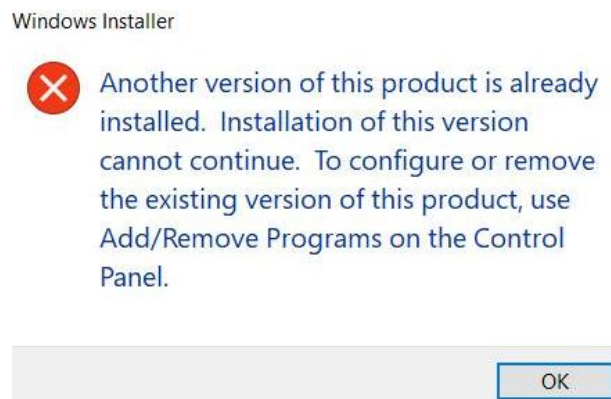 Windows Installer
Another version of this product is already
installed.  Installation of this version
cannot continue.  To configure or remove
the existing version of this product, use
Add/Remove Programs on the Control
Panel.
OK